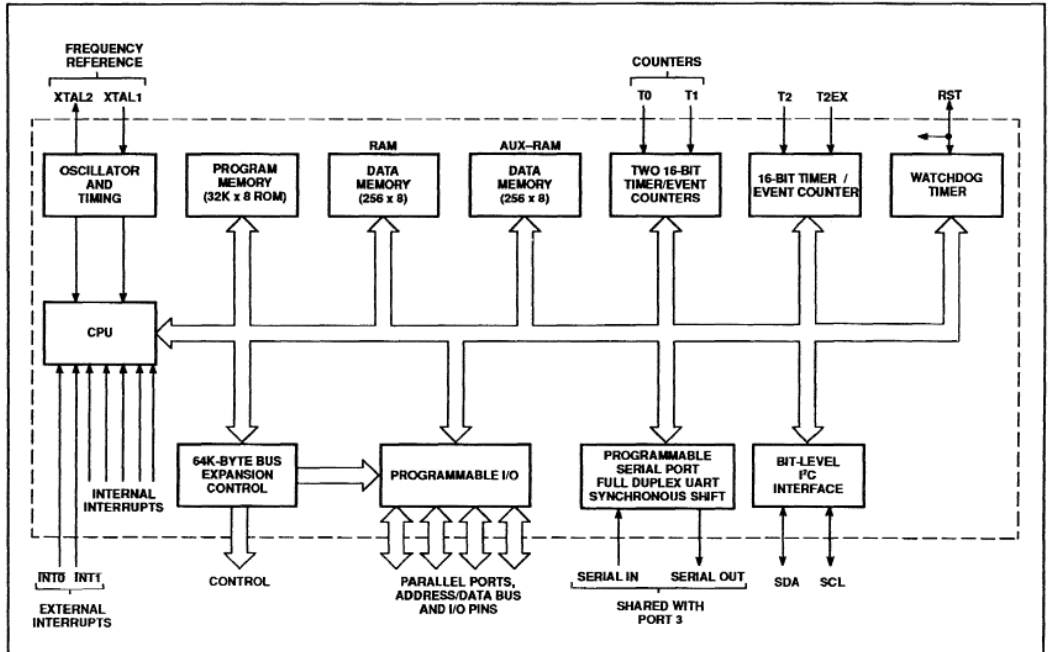 FREQUENCY
REFERENCE
XTAL2 XTAL1
COUNTERS
T0 T1
T2 T2EX
RST
OSCILLATOR
AND
TIMING
PROGRAM
MEMORY
(32K x 8 ROM)
RAM
DATA
MEMORY
(256 x 8)
AUX–RAM
DATA
MEMORY
(256 x 8)
TWO 16-BIT
TIMER/EVENT
COUNTERS
16-BIT TIMER /
EVENT COUNTER
WATCHDOG
TIMER
CPU
INTERNAL
INTERRUPTS
64K-BYTE BUS
EXPANSION
CONTROL
PROGRAMMABLE I/O
PROGRAMMABLE
SERIAL PORT
FULL DUPLEX UART
SYNCHRONOUS SHIFT
BIT-LEVEL
I²C
INTERFACE
INT0 INT1
EXTERNAL
INTERRUPTS
CONTROL
PARALLEL PORTS,
ADDRESS/DATA BUS
AND I/O PINS
SERIAL IN SERIAL OUT
SHARED WITH
PORT 3
SDA SCL